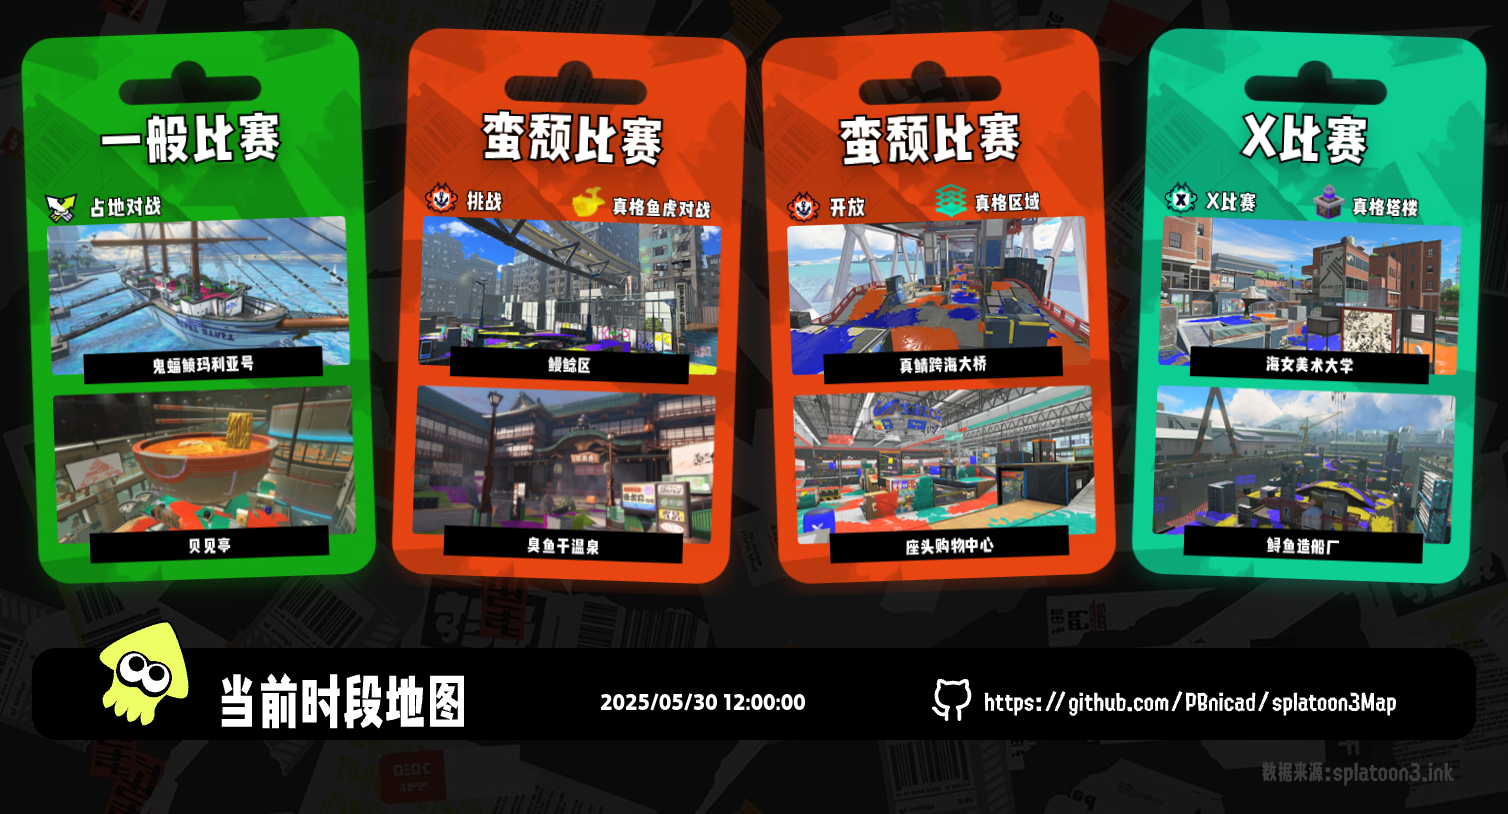 一般比赛
占地对战
鬼蝠鲼玛利亚号
贝见亭
蛮颓比赛
挑战
真格鱼虎对战
鳗鲶区
臭鱼干温泉
蛮颓比赛
开放
真格区域
真鲷跨海大桥
座头购物中心
X比赛
X比赛
真格塔楼
海女美术大学
鲟鱼造船厂
当前时段地图
2025/05/30 12:00:00
https://github.com/PBnicad/splatoon3Map
数据来源:splatoon3.ink